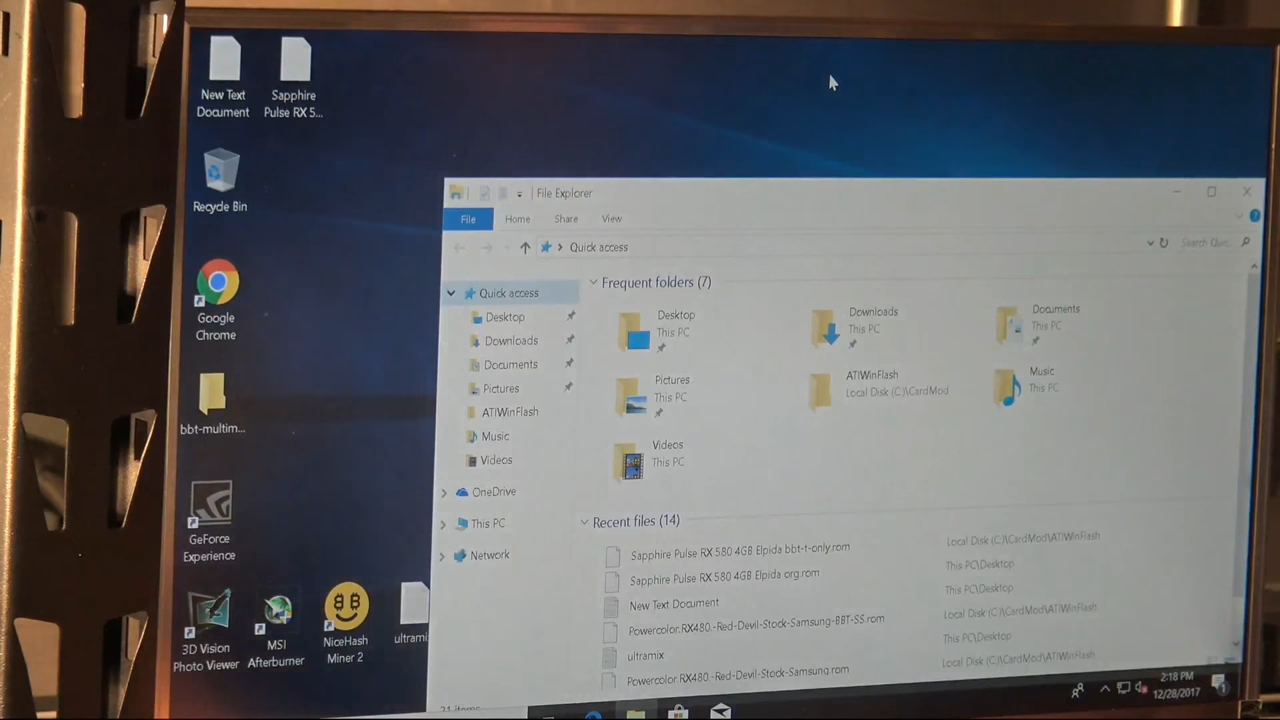 New Text
Document
Sapphire
Pulse RX 5...
Recycle Bin
Google
Chrome
bbt-multim...
GeForce
Experience
3D Vision
Photo Viewer
MSI
Afterburner
NiceHash
Miner 2
ultramix
File Explorer
File
Home
Share
View
Quick access
Search Quic...
Quick access
Desktop
Downloads
Documents
Pictures
ATIWinFlash
Music
Videos
OneDrive
This PC
Network
Frequent folders (7)
Desktop
This PC
Downloads
This PC
Documents
This PC
Pictures
This PC
ATIWinFlash
Local Disk (C:)\CardMod
Music
This PC
Videos
This PC
Recent files (14)
Sapphire Pulse RX 580 4GB Elpida bbt-t-only.rom
Local Disk (C:)\CardMod\ATIWinFlash
Sapphire Pulse RX 580 4GB Elpida org.rom
This PC\Desktop
New Text Document
This PC\Desktop
Powercolor.RX480.-Red-Devil-Stock-Samsung-BBT-SS.rom
Local Disk (C:)\CardMod\ATIWinFlash
ultramix
This PC\Desktop
Powercolor.RX480.-Red-Devil-Stock-Samsung.rom
Local Disk (C:)\CardMod\ATIWinFlash
21 items
2:18 PM
12/28/2017